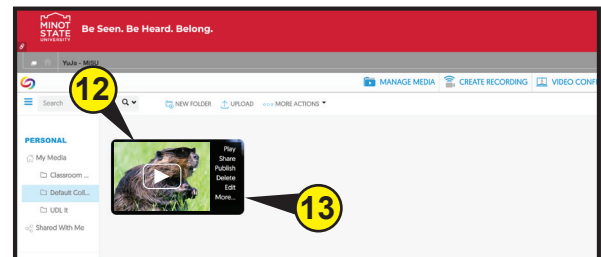 MINOT
STATE
UNIVERSITY
Be Seen. Be Heard. Belong.
YuJa - MiSU
MANAGE MEDIA
CREATE RECORDING
VIDEO CONF
Search
NEW FOLDER
UPLOAD
MORE ACTIONS
12
PERSONAL
My Media
Classroom ...
Default Coll...
UDL It
Shared With Me
Play
Share
Publish
Delete
Edit
More...
13